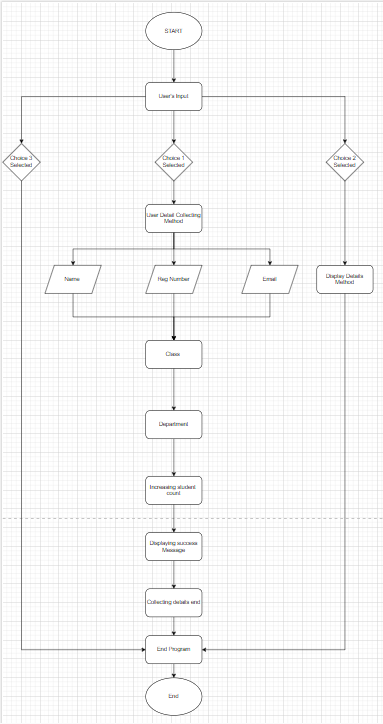 START
User's Input
Choice 3
Selected
Choice 1
Selected
Choice 2
Selected
User Detail Collecting
Method
Name
Reg Number
Email
Display Details
Method
Class
Department
Increasing student
count
Displaying success
Message
Collecting details end
End Program
End